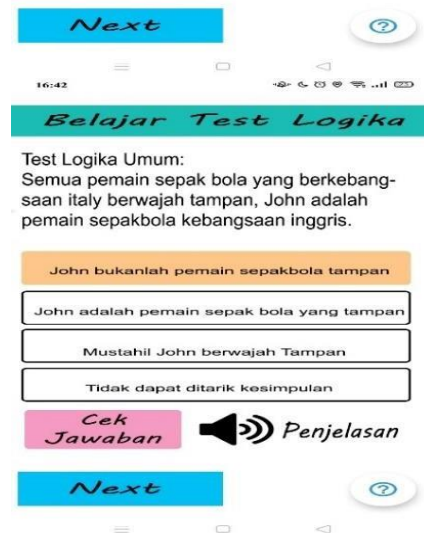 Next
16:42
Belajar Test Logika
Test Logika Umum:
Semua pemain sepak bola yang berkebang-
saan italy berwajah tampan, John adalah
pemain sepakbola kebangsaan inggris.
John bukanlah pemain sepakbola tampan
John adalah pemain sepak bola yang tampan
Mustahil John berwajah Tampan
Tidak dapat ditarik kesimpulan
Cek
Jawaban
Penjelasan
Next